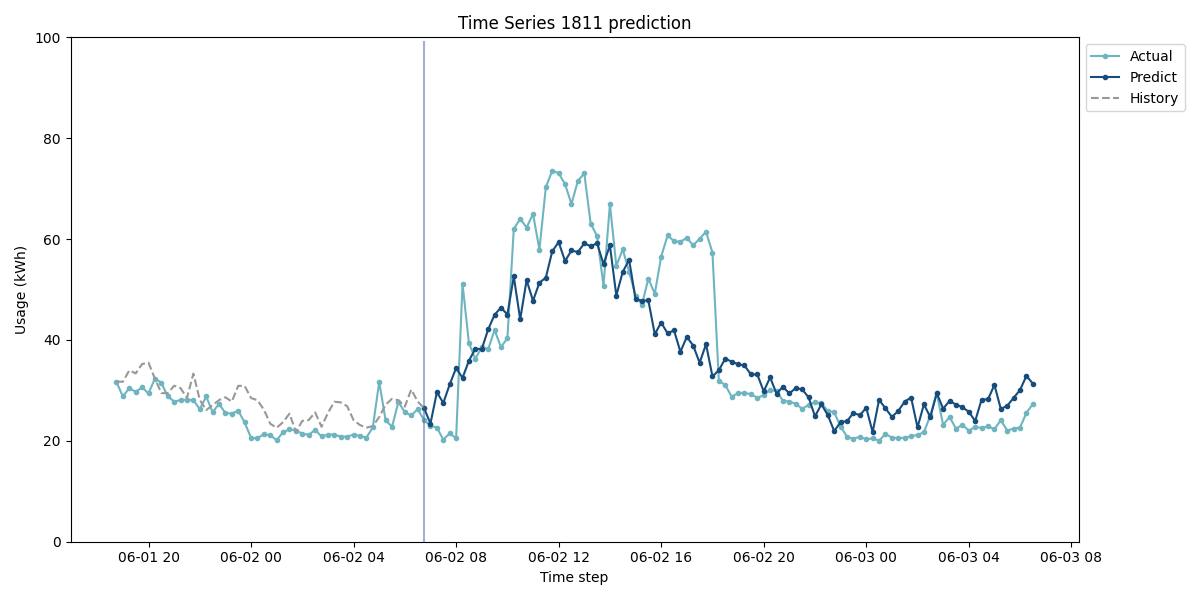 Time Series 1811 prediction
Usage (kWh)
100
80
60
40
20
0
06-01 20
06-02 00
06-02 04
06-02 08
06-02 12
06-02 16
06-02 20
06-03 00
06-03 04
06-03 08
Time step
Actual
Predict
History